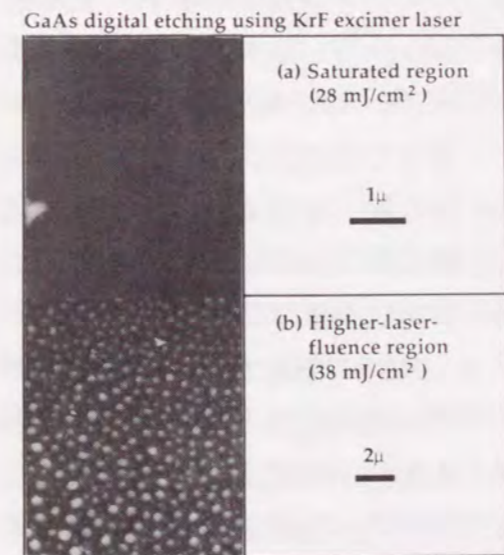 GaAs digital etching using KrF excimer laser
(a) Saturated region
(28 mJ/cm² )
1μ
(b) Higher-laser-
fluence region
(38 mJ/cm² )
2μ